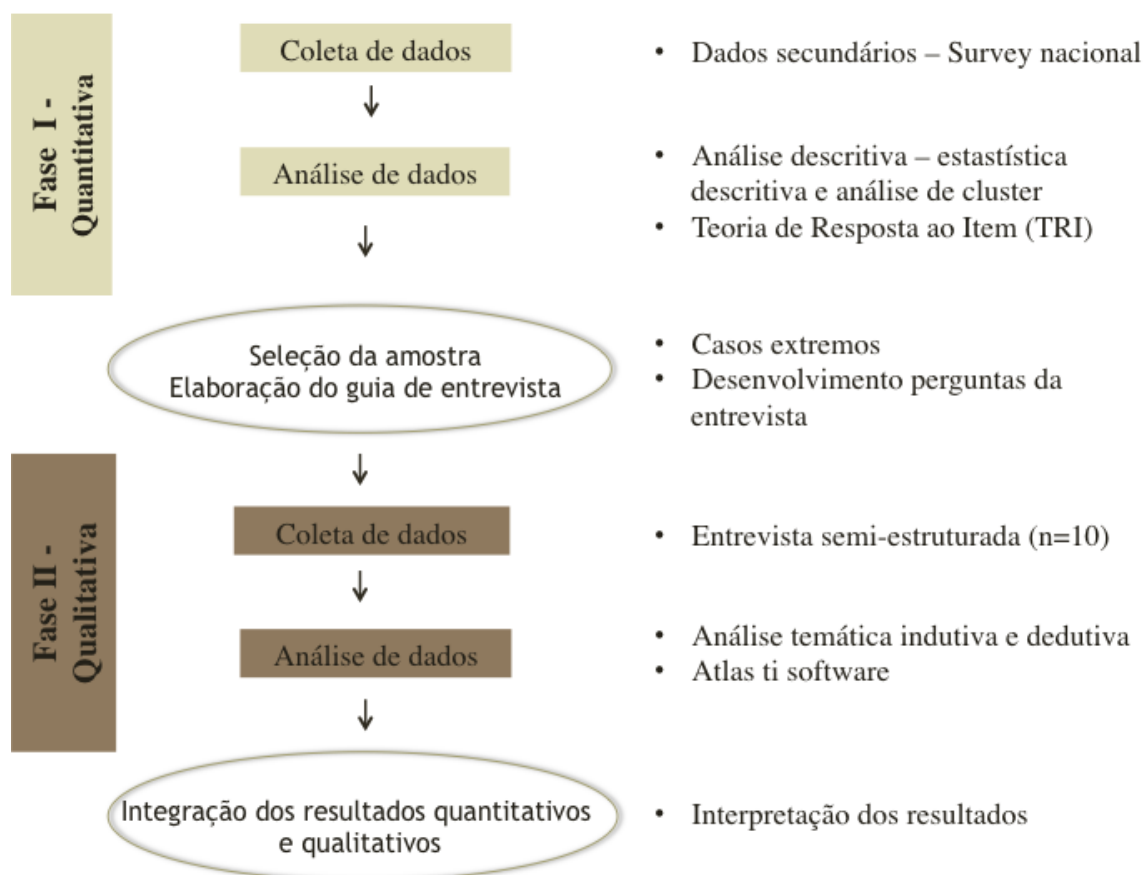 Fase I -
Quantitativa
Coleta de dados
• Dados secundários – Survey nacional
Análise de dados
• Análise descritiva – estastística
descritiva e análise de cluster
• Teoria de Resposta ao Item (TRI)
Seleção da amostra
Elaboração do guia de entrevista
• Casos extremos
• Desenvolvimento perguntas da
entrevista
Fase II -
Qualitativa
Coleta de dados
• Entrevista semi-estruturada (n=10)
Análise de dados
• Análise temática indutiva e dedutiva
• Atlas ti software
Integração dos resultados quantitativos
e qualitativos
• Interpretação dos resultados